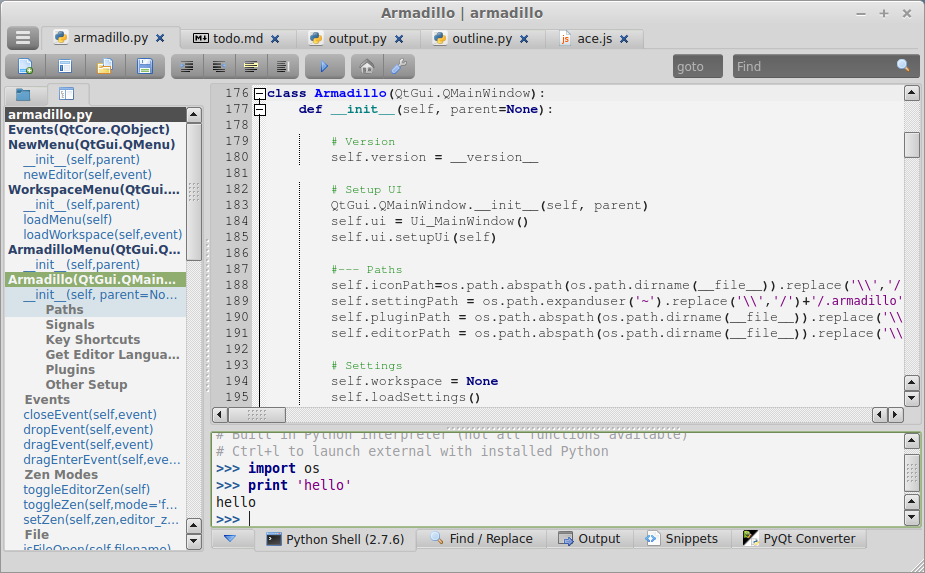 Armadillo | armadillo
armadillo.py
todo.md
output.py
outline.py
ace.js
goto
Find
armadillo.py
Events(QtCore.QObject)
NewMenu(QtGui.QMenu)
__init__(self,parent)
newEditor(self,event)
WorkspaceMenu(QtGui....
__init__(self,parent)
loadMenu(self)
loadWorkspace(self,event)
ArmadilloMenu(QtGui.Q...
__init__(self,parent)
Armadillo(QtGui.QMain...
__init__(self, parent=No...
Paths
Signals
Key Shortcuts
Get Editor Langua...
Plugins
Other Setup
Events
closeEvent(self,event)
dropEvent(self,event)
dragEvent(self,event)
dragEnterEvent(self,eve...
Zen Modes
toggleEditorZen(self)
toggleZen(self,mode='f...
setZen(self,zen,editor_z...
File
isFileOpen(self,filename)
176 class Armadillo(QtGui.QMainWindow):
177 def __init__(self, parent=None):
178
179 # Version
180 self.version = __version__
181
182 # Setup UI
183 QtGui.QMainWindow.__init__(self, parent)
184 self.ui = Ui_MainWindow()
185 self.ui.setupUi(self)
186
187 #--- Paths
188 self.iconPath=os.path.abspath(os.path.dirname(__file__)).replace('\\','/
189 self.settingPath = os.path.expanduser('~').replace('\\','/')+'/.armadillo'
190 self.pluginPath = os.path.abspath(os.path.dirname(__file__)).replace('\\
191 self.editorPath = os.path.abspath(os.path.dirname(__file__)).replace('\\
192
193 # Settings
194 self.workspace = None
195 self.loadSettings()
# Built in Python interpreter (not all functions available)
# Ctrl+l to launch external with installed Python
>>> import os
>>> print 'hello'
hello
>>>
Python Shell (2.7.6)
Find / Replace
Output
Snippets
PyQt Converter